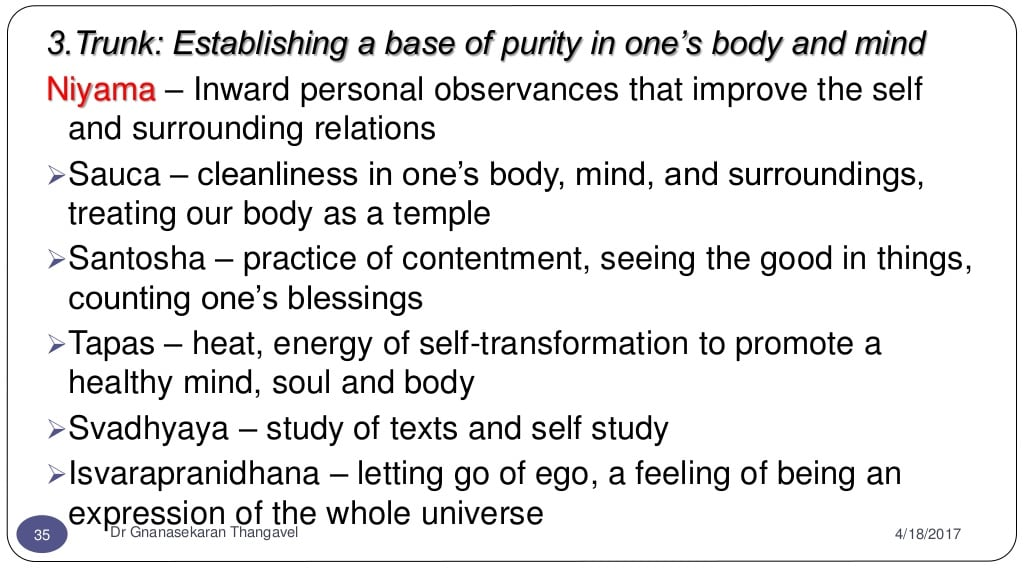 3.Trunk: Establishing a base of purity in one’s body and mind
Niyama – Inward personal observances that improve the self
and surrounding relations
➢Sauca – cleanliness in one’s body, mind, and surroundings,
treating our body as a temple
➢Santosha – practice of contentment, seeing the good in things,
counting one’s blessings
➢Tapas – heat, energy of self-transformation to promote a
healthy mind, soul and body
➢Svadhyaya – study of texts and self study
➢Isvarapranidhana – letting go of ego, a feeling of being an
expression of the whole universe
35
Dr Gnanasekaran Thangavel
4/18/2017